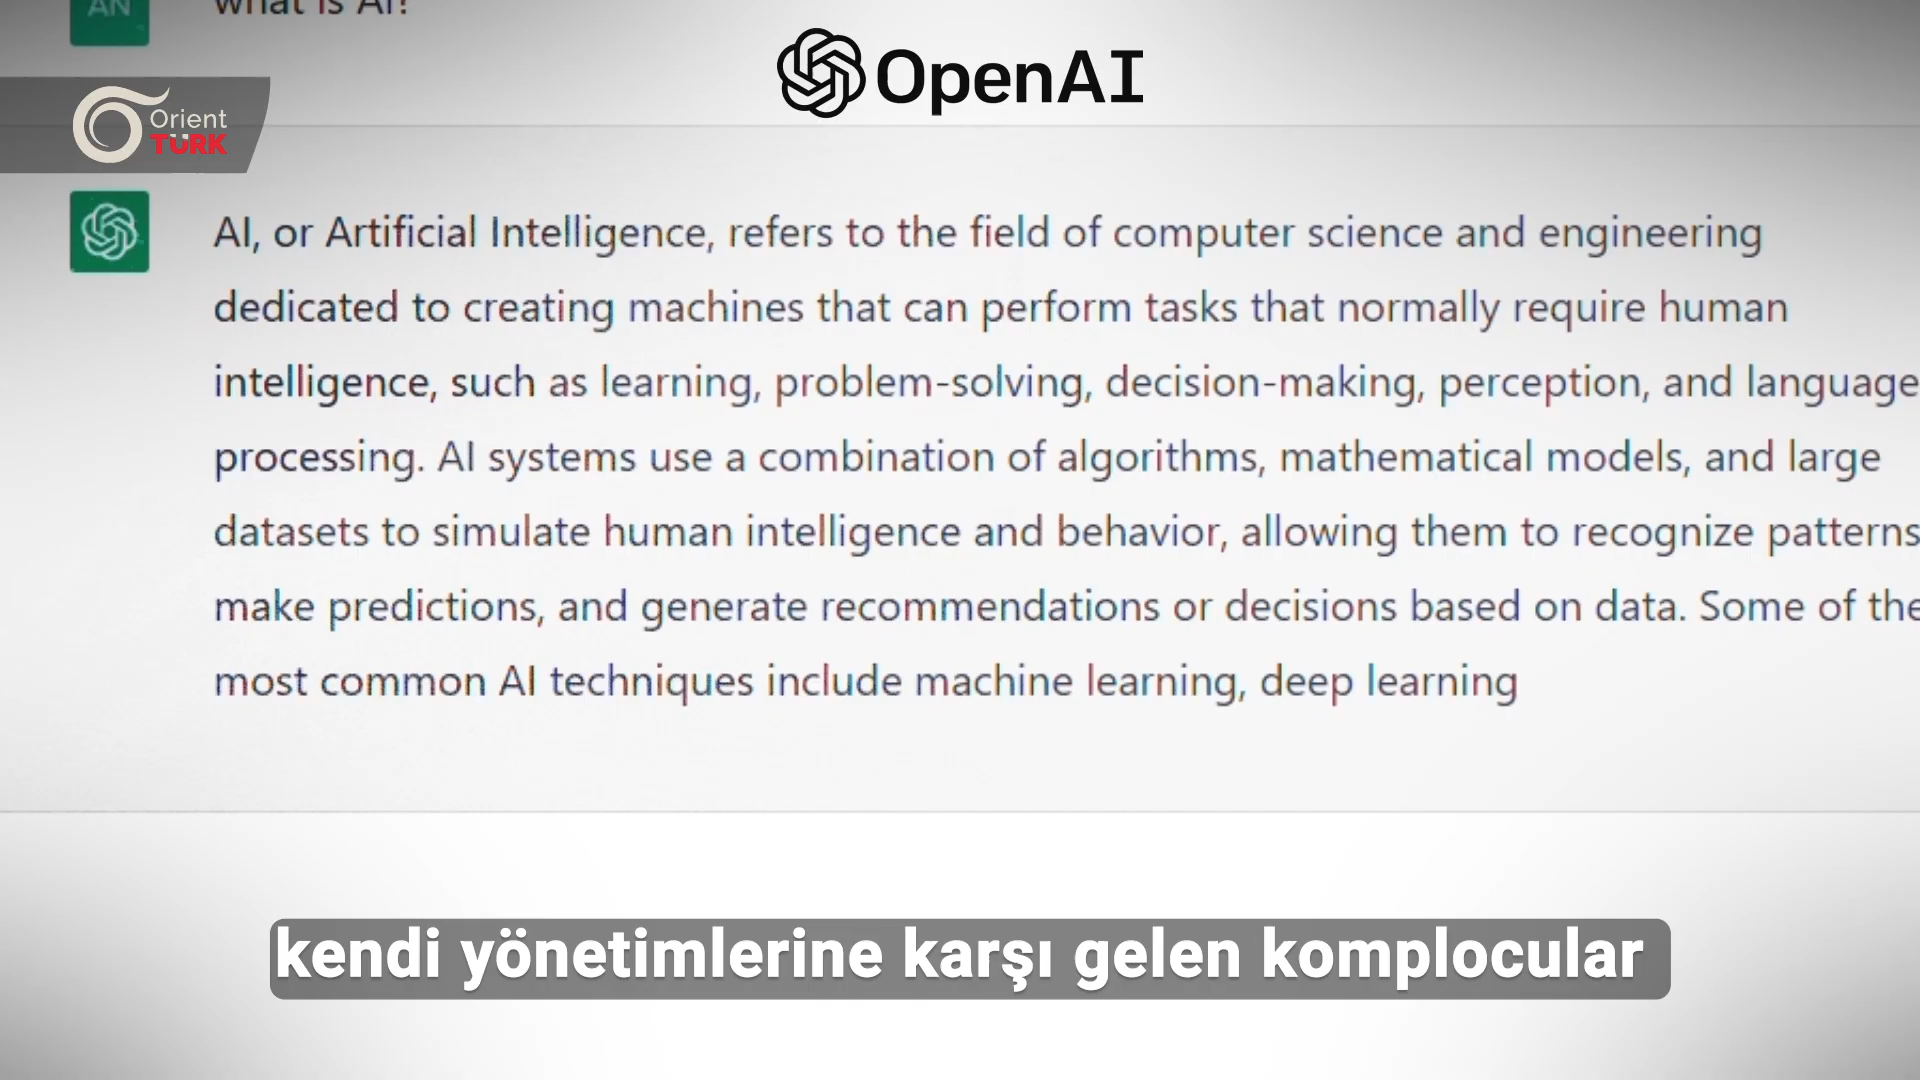 AN
what is AI?
OpenAI
Orient
TÜRK
AI, or Artificial Intelligence, refers to the field of computer science and engineering
dedicated to creating machines that can perform tasks that normally require human
intelligence, such as learning, problem-solving, decision-making, perception, and language
processing. AI systems use a combination of algorithms, mathematical models, and large
datasets to simulate human intelligence and behavior, allowing them to recognize patterns
make predictions, and generate recommendations or decisions based on data. Some of the
most common AI techniques include machine learning, deep learning
kendi yönetimlerine karşı gelen komplocular